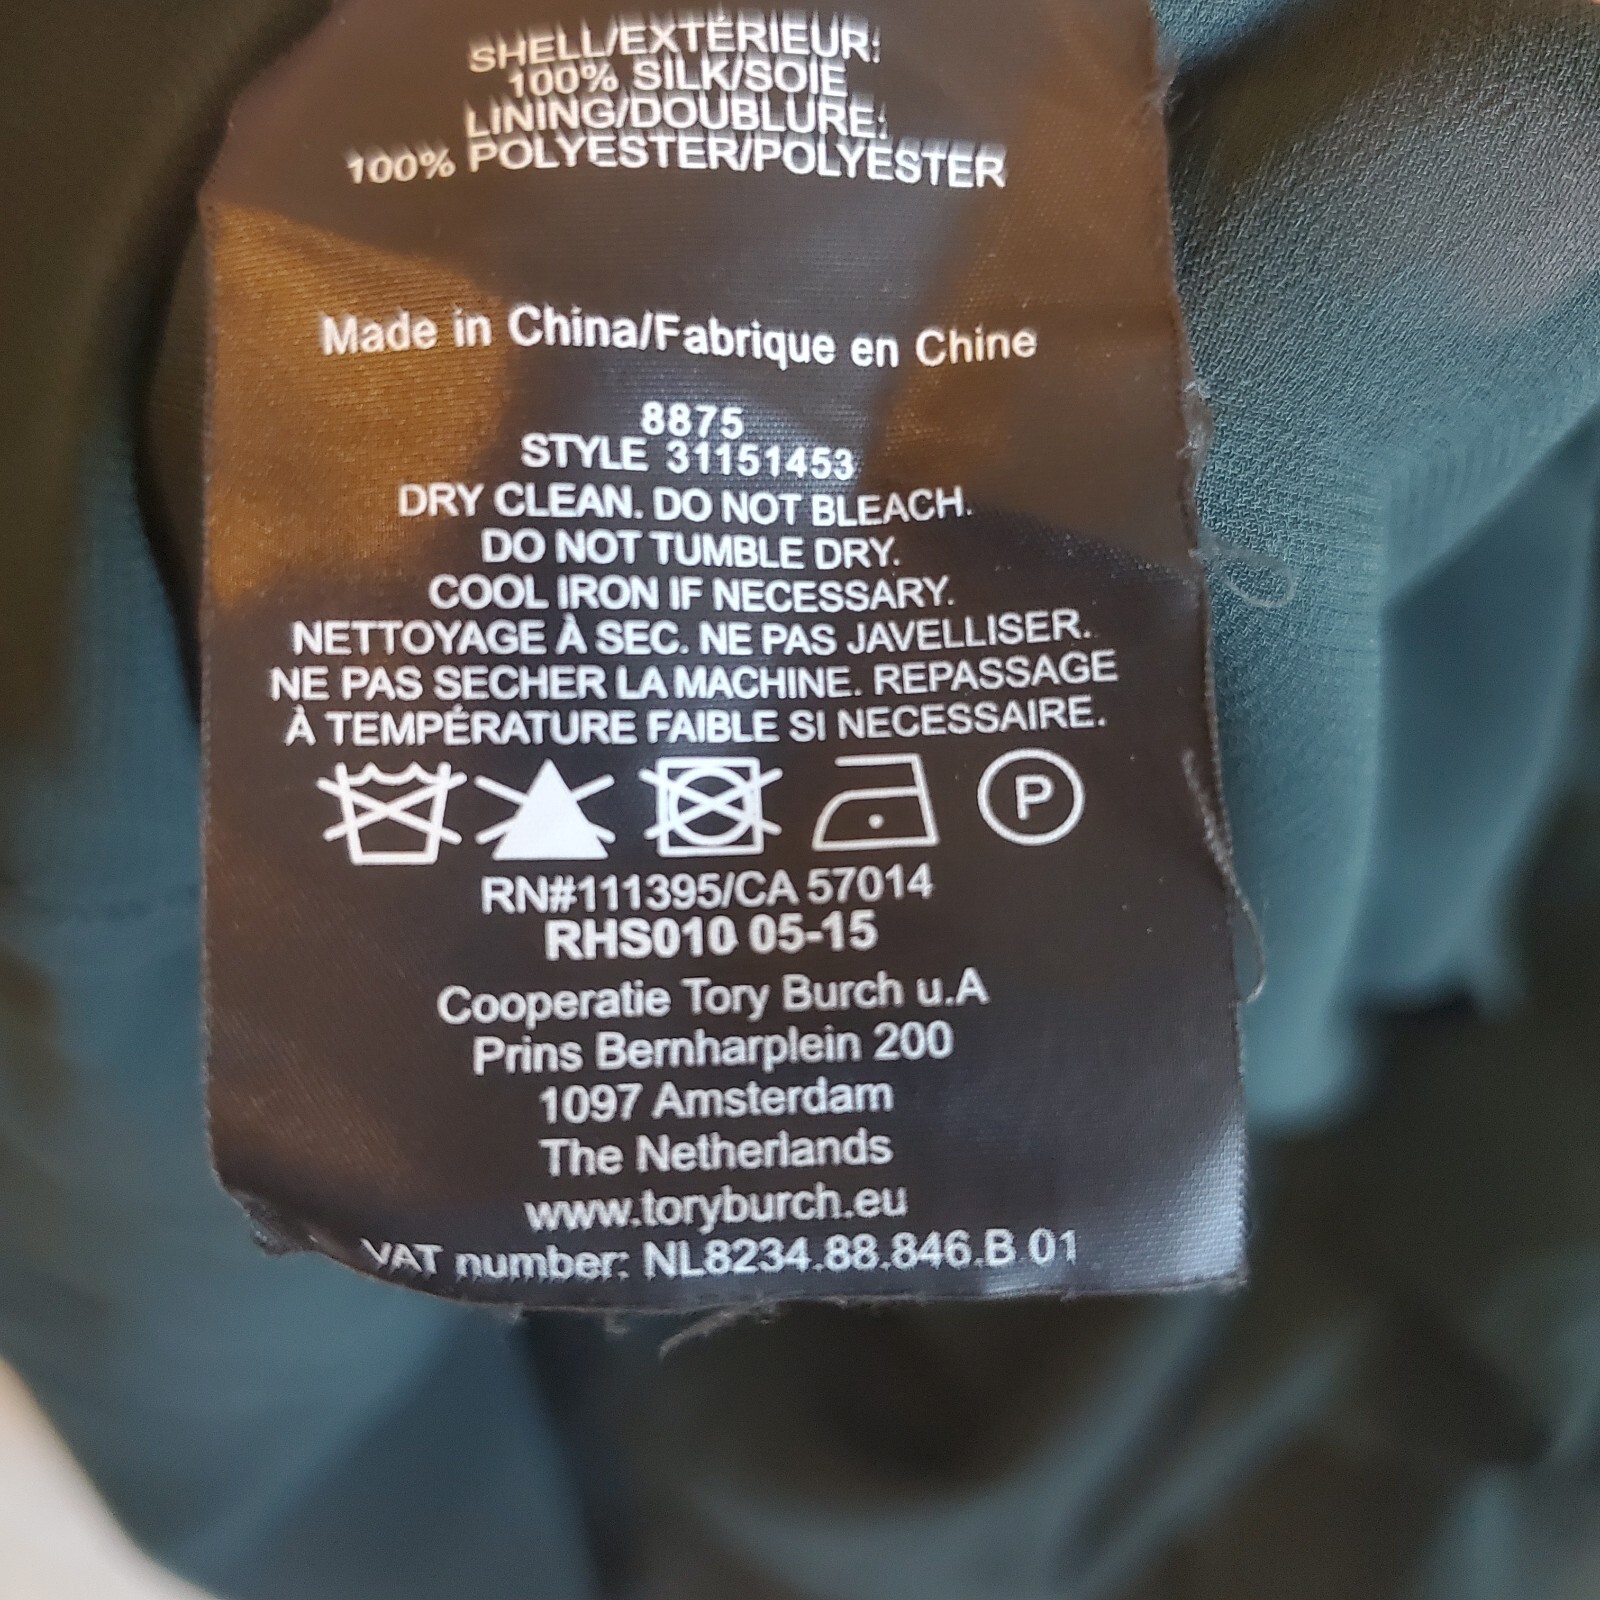 SHELL/EXTÉRIEUR:
100% SILK/SOIE
LINING/DOUBLURE:
100% POLYESTER/POLYESTER
Made in China/Fabrique en Chine
8875
STYLE 31151453
DRY CLEAN. DO NOT BLEACH.
DO NOT TUMBLE DRY.
COOL IRON IF NECESSARY.
NETTOYAGE À SEC. NE PAS JAVELLISER.
NE PAS SECHER LA MACHINE. REPASSAGE
À TEMPÉRATURE FAIBLE SI NECESSAIRE.
P
RN#111395/CA 57014
RHS010 05-15
Cooperatie Tory Burch u.A
Prins Bernharplein 200
1097 Amsterdam
The Netherlands
www.toryburch.eu
VAT number: NL8234.88.846.B 01